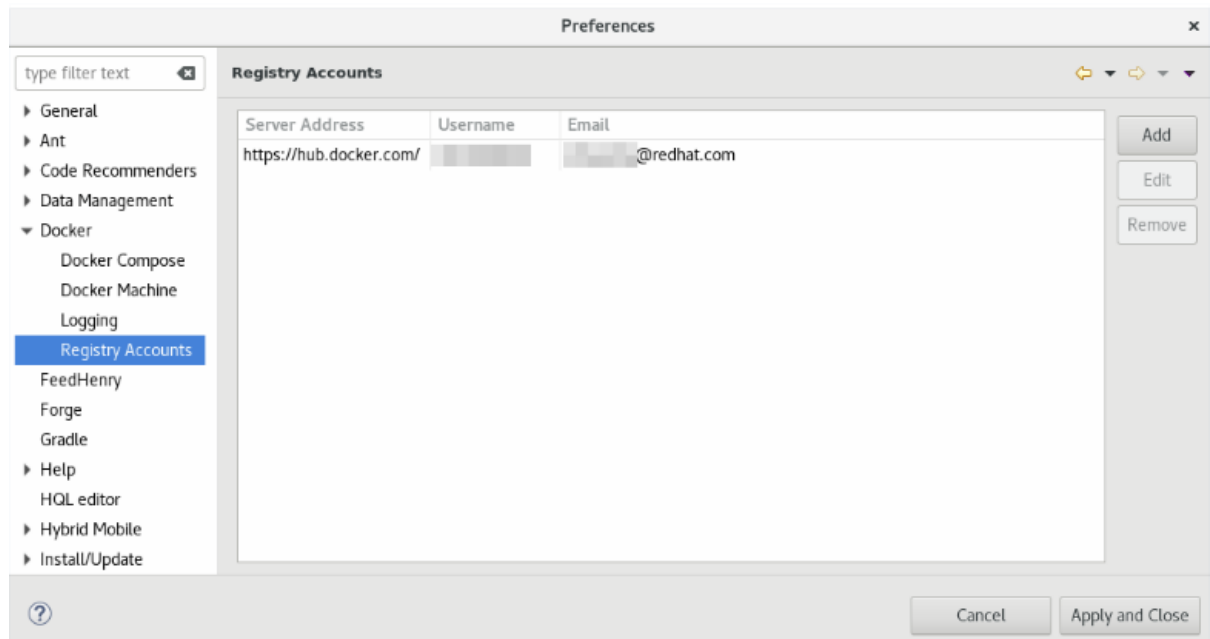 Preferences
type filter text
Registry Accounts
General
Ant
Code Recommenders
Data Management
Docker
Docker Compose
Docker Machine
Logging
Registry Accounts
FeedHenry
Forge
Gradle
Help
HQL editor
Hybrid Mobile
Install/Update
Server Address Username Email
https://hub.docker.com/ @redhat.com
Add
Edit
Remove
Cancel Apply and Close